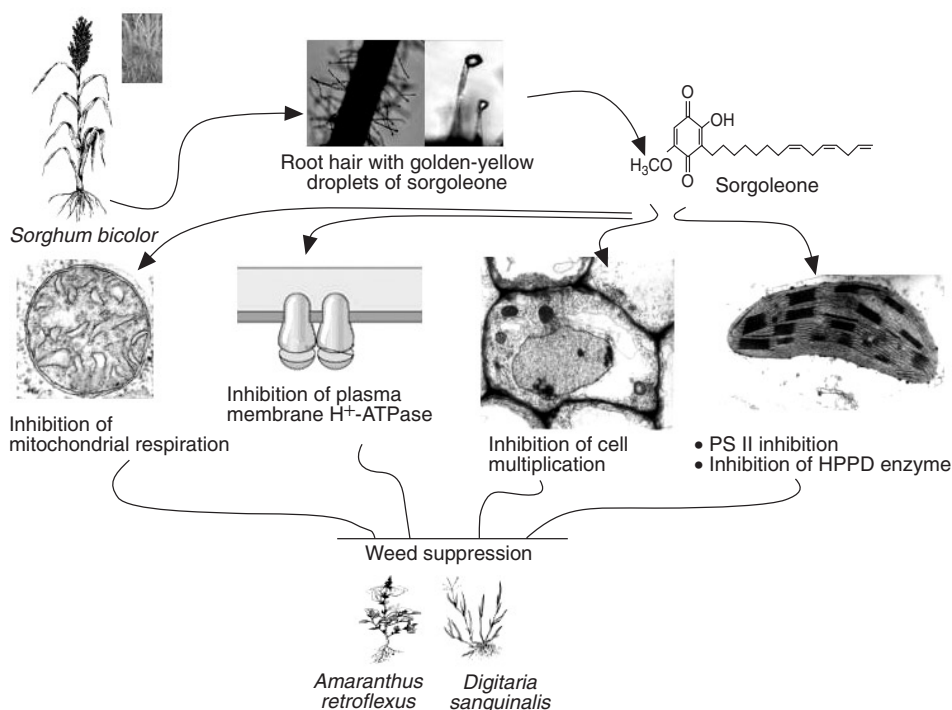 Root hair with golden-yellow
droplets of sorgoleone
O
OH
H₃CO
O
Sorgoleone
Sorghum bicolor
Inhibition of
mitochondrial respiration
Inhibition of plasma
membrane H⁺-ATPase
Inhibition of cell
multiplication
• PS II inhibition
• Inhibition of HPPD enzyme
Weed suppression
Amaranthus
retroflexus
Digitaria
sanguinalis